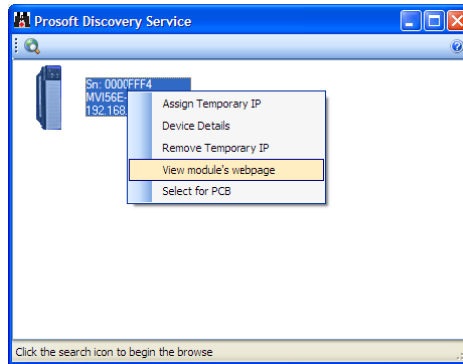 Prosoft Discovery Service
Sn: 0000FFF4
MVI56E-
192.168.
Assign Temporary IP
Device Details
Remove Temporary IP
View module's webpage
Select for PCB
Click the search icon to begin the browse